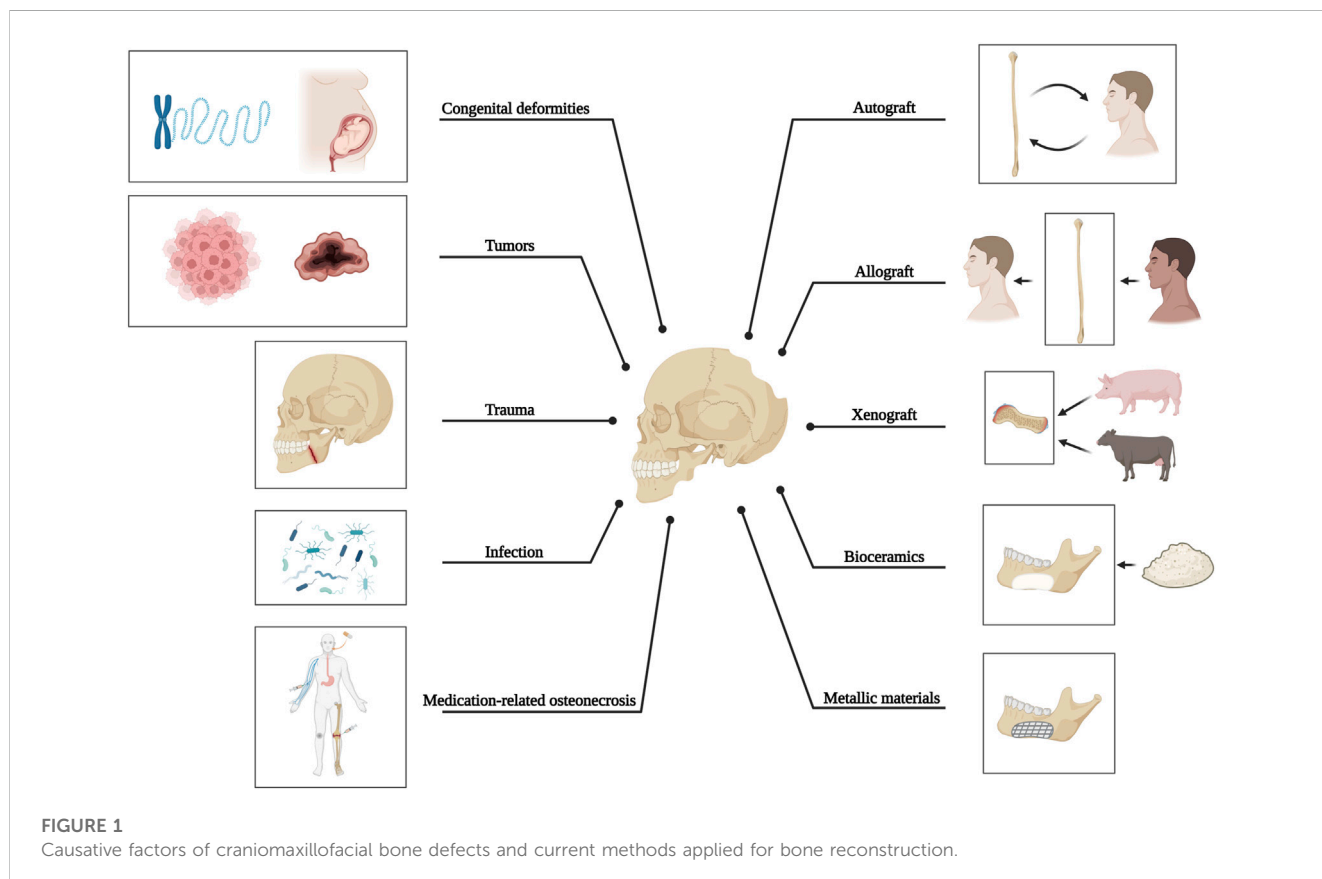 Congenital deformities
Autograft
Tumors
Allograft
Trauma
Xenograft
Infection
Bioceramics
Medication-related osteonecrosis
Metallic materials
FIGURE 1
Causative factors of craniomaxillofacial bone defects and current methods applied for bone reconstruction.